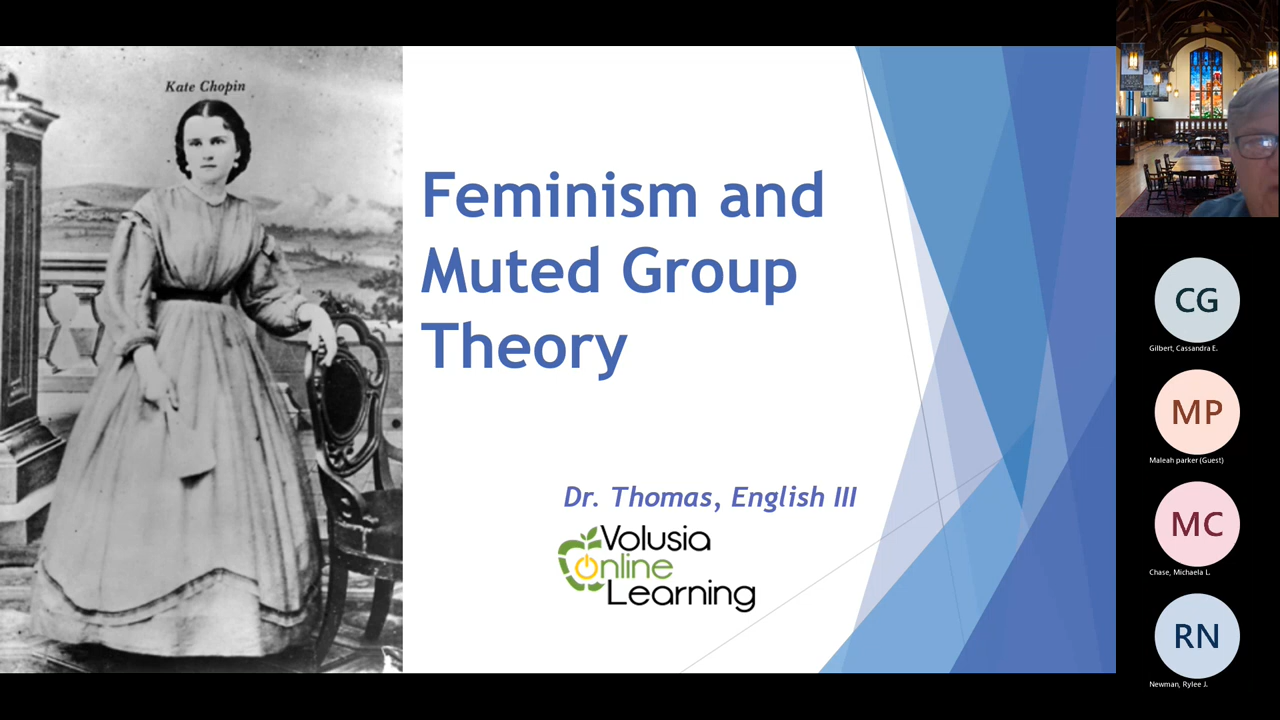 Kate Chopin
Feminism and
Muted Group
Theory
Dr. Thomas, English III
Volusia
Online
Learning
CG
Gilbert, Cassandra E.
MP
Maleah parker (Guest)
MC
Chase, Michaela L.
RN
Newman, Rylee J.